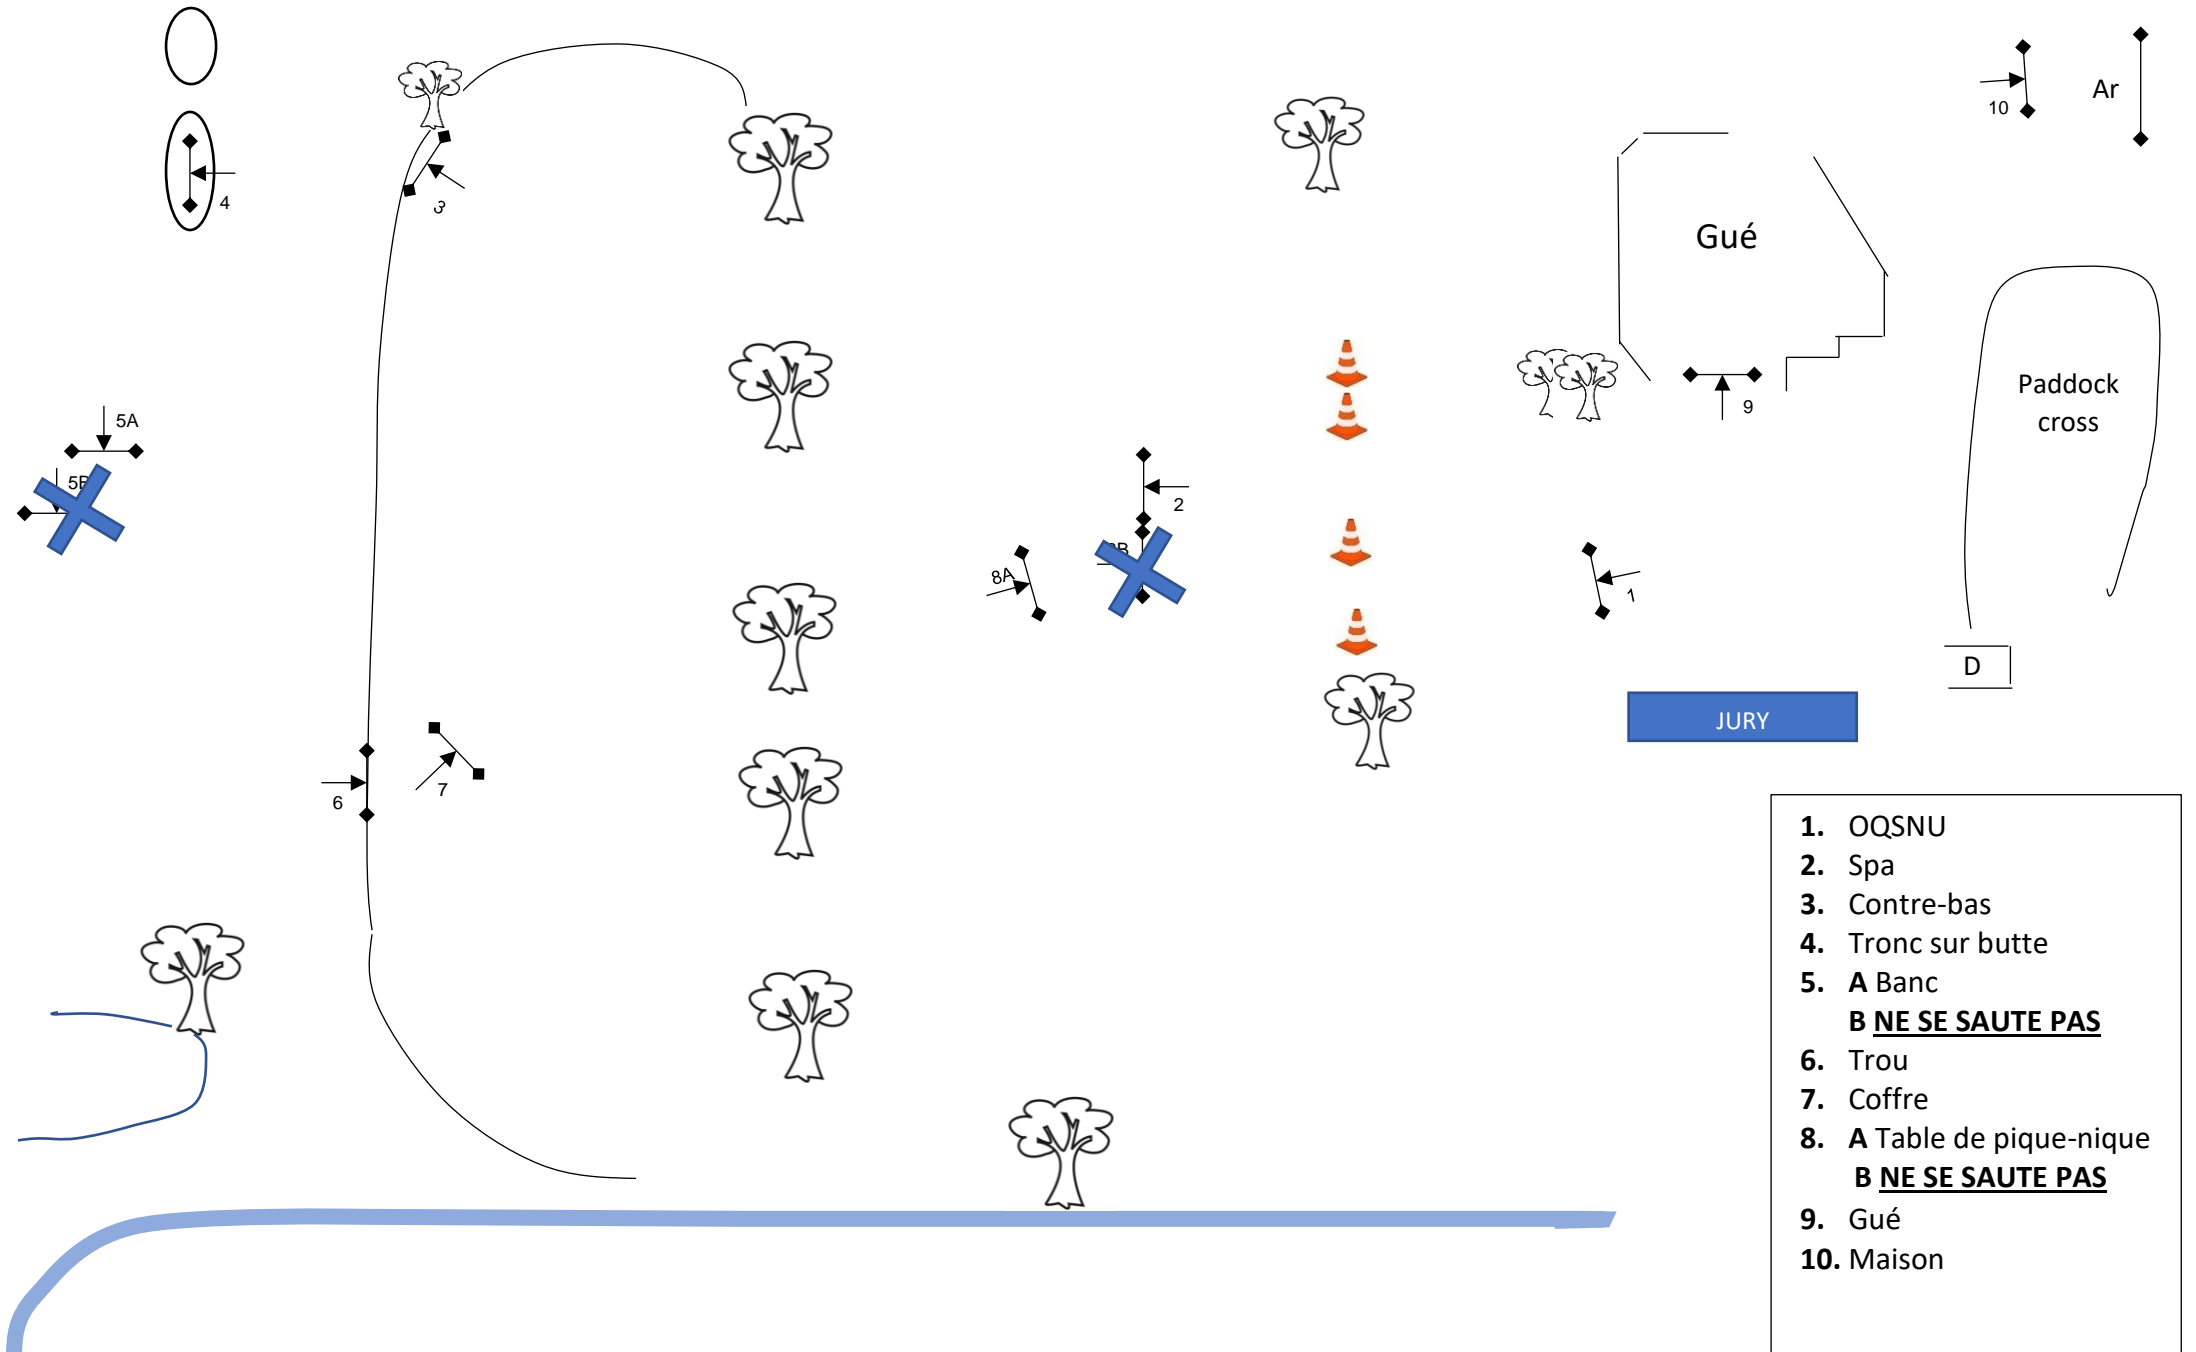 10
Ar
4
3
Gué
5A
Paddock
cross
9
2
8A
1
D
JURY
6
7
1. OQSNU
2. Spa
3. Contre-bas
4. Tronc sur butte
5. A Banc
B NE SE SAUTE PAS
6. Trou
7. Coffre
8. A Table de pique-nique
B NE SE SAUTE PAS
9. Gué
10. Maison